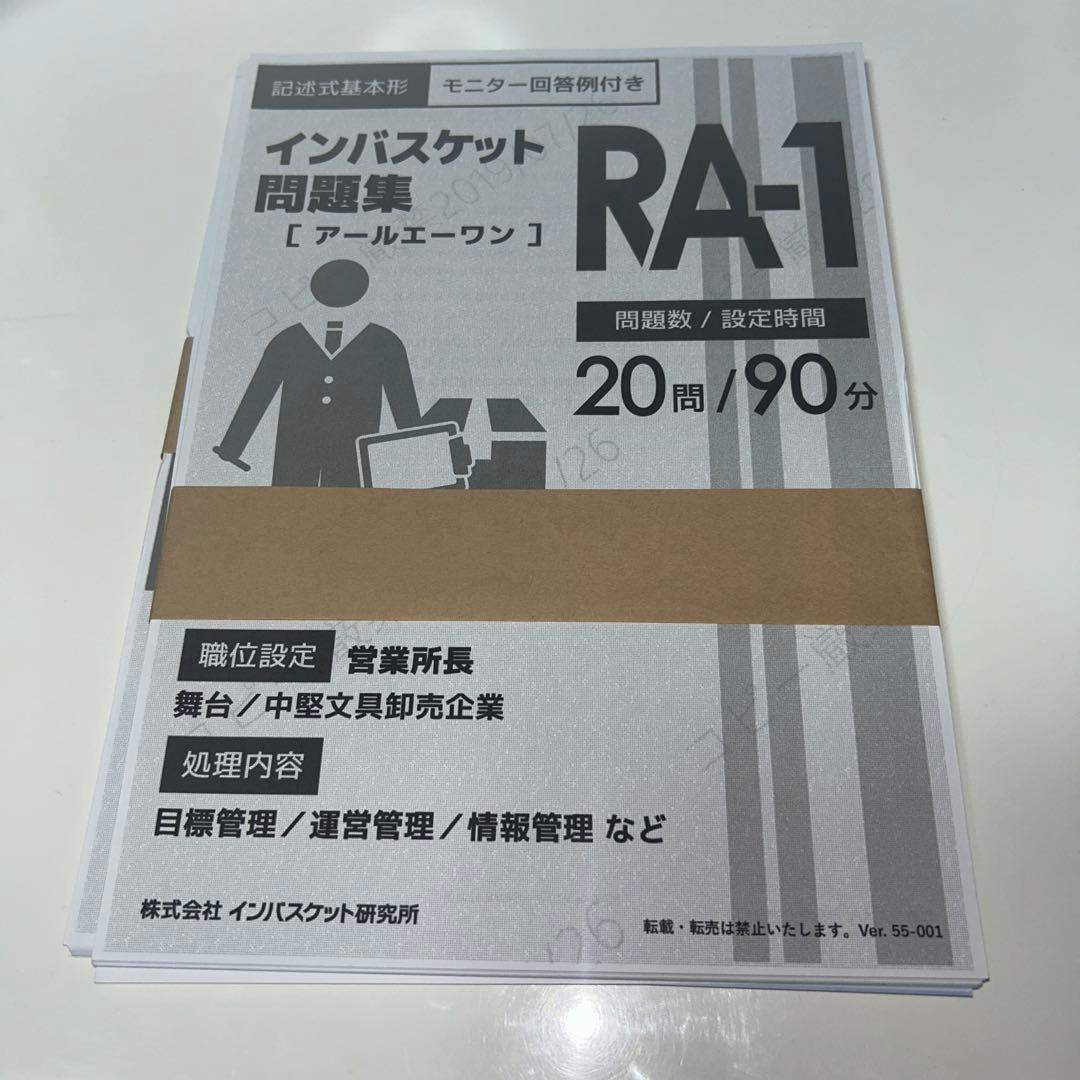 記述式基本形 モニター回答例付き
インバスケット
問題集
[ アールエーワン ]
RA-1
問題数 / 設定時間
20問 / 90分
職位設定 営業所長
舞台／中堅文具卸売企業
処理内容
目標管理／運営管理／情報管理 など
株式会社 インバスケット研究所
転載・転売は禁止いたします。Ver. 55-001